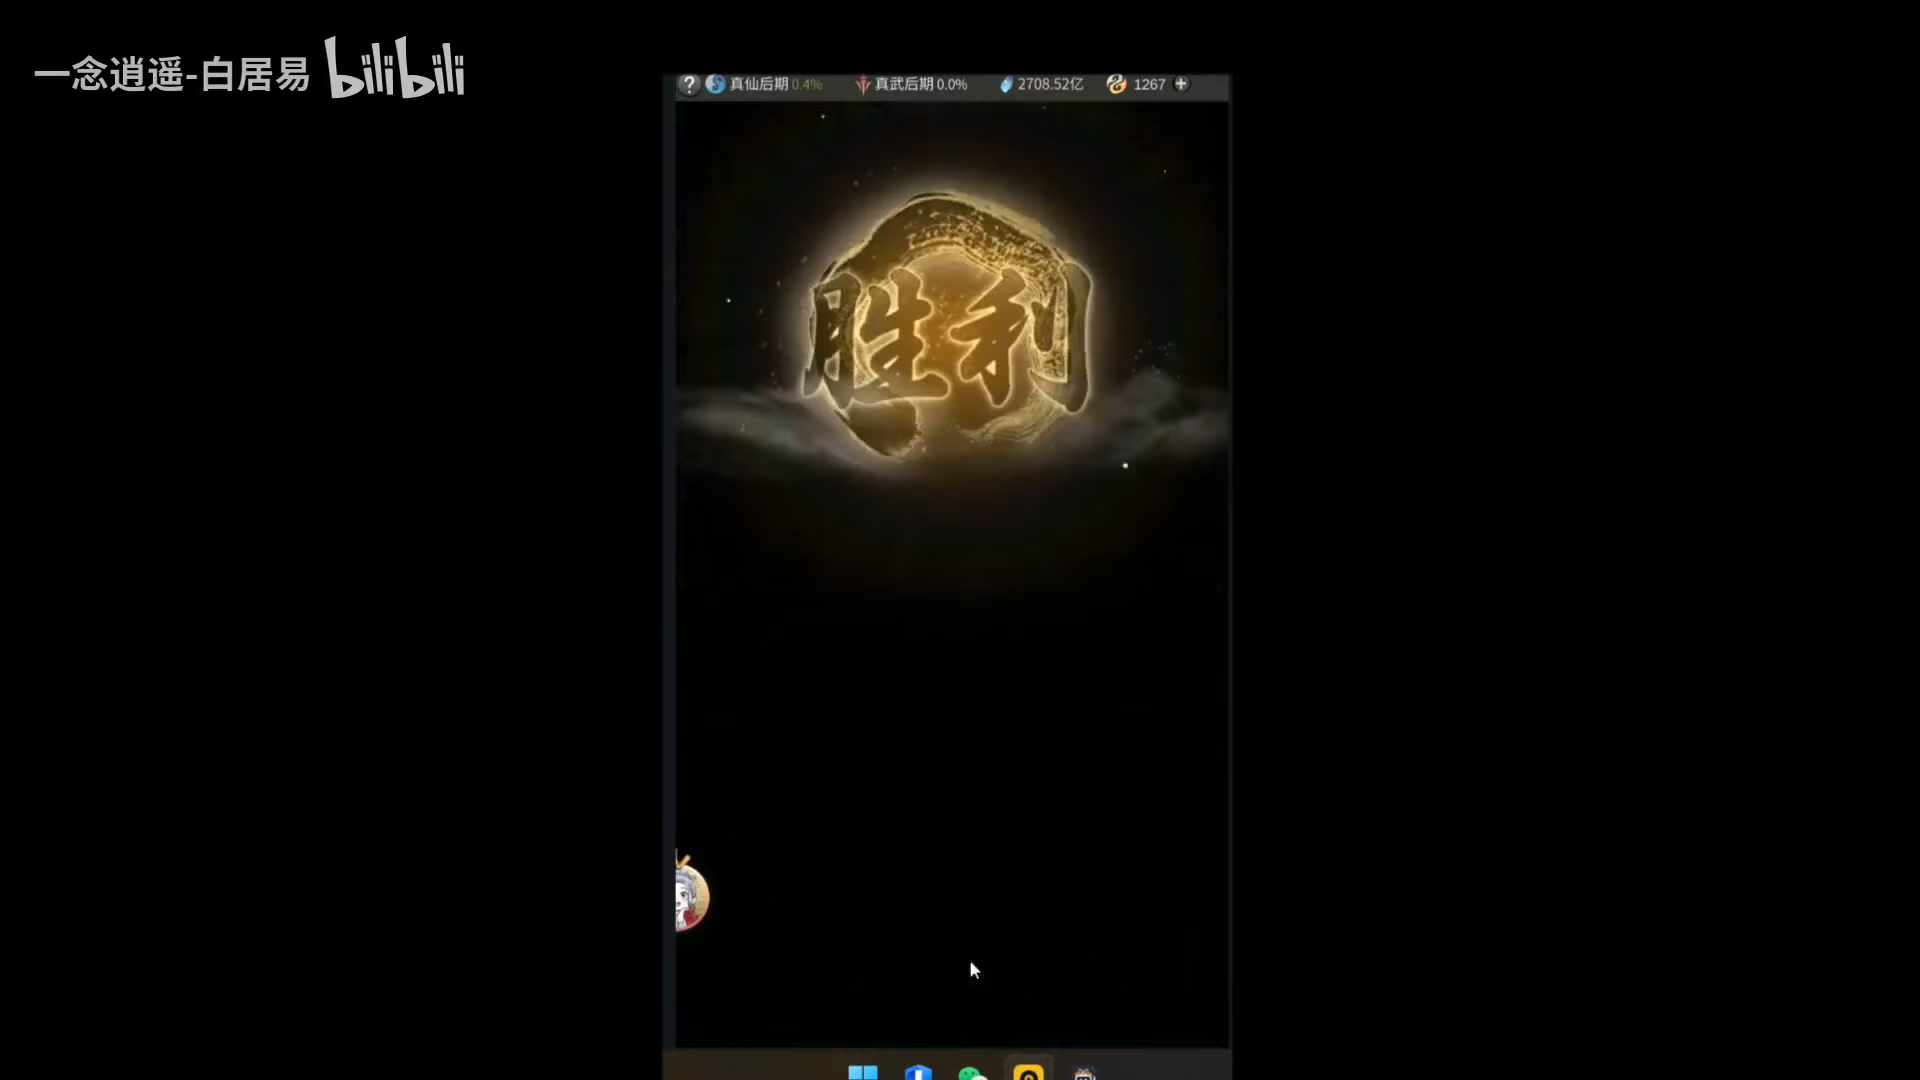 一念逍遥-白居易 bilibili
? 真仙后期 0.4% 真武后期 0.0% 2708.52亿 1267 +
胜利